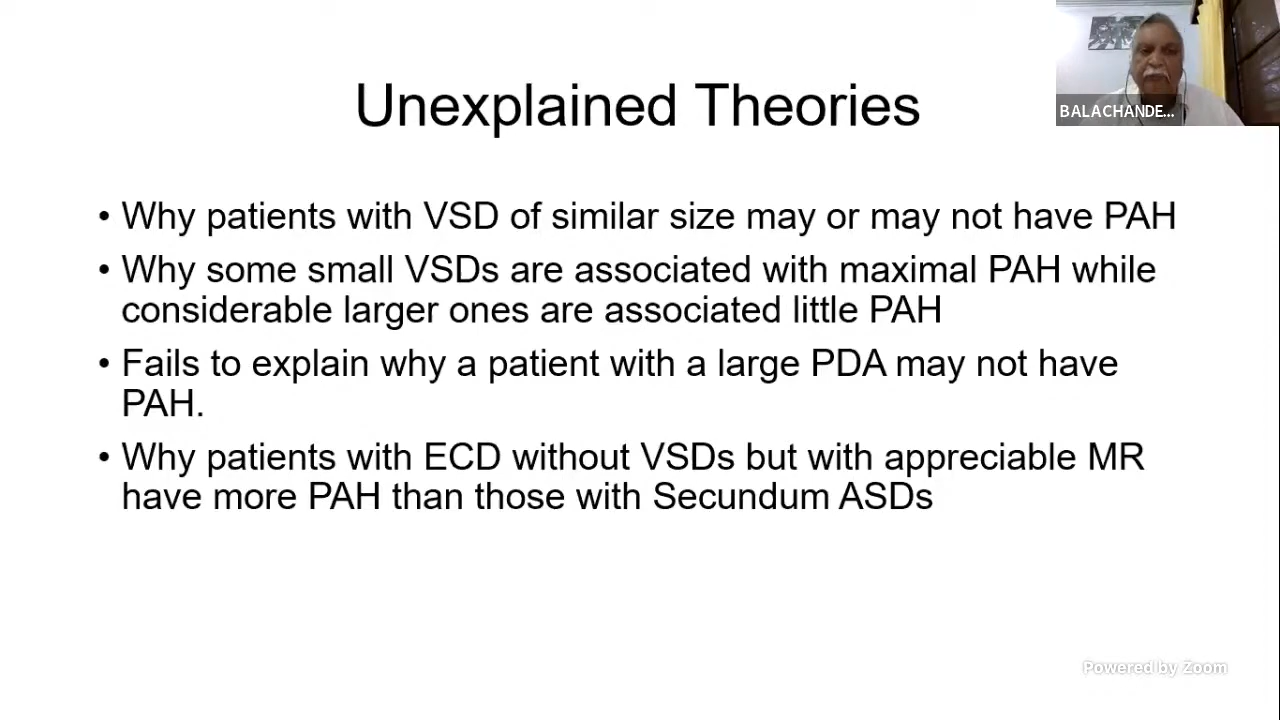 Unexplained Theories
BALACHANDE...
• Why patients with VSD of similar size may or may not have PAH
• Why some small VSDs are associated with maximal PAH while
considerable larger ones are associated little PAH
• Fails to explain why a patient with a large PDA may not have
PAH.
• Why patients with ECD without VSDs but with appreciable MR
have more PAH than those with Secundum ASDs
Powered by Zoom